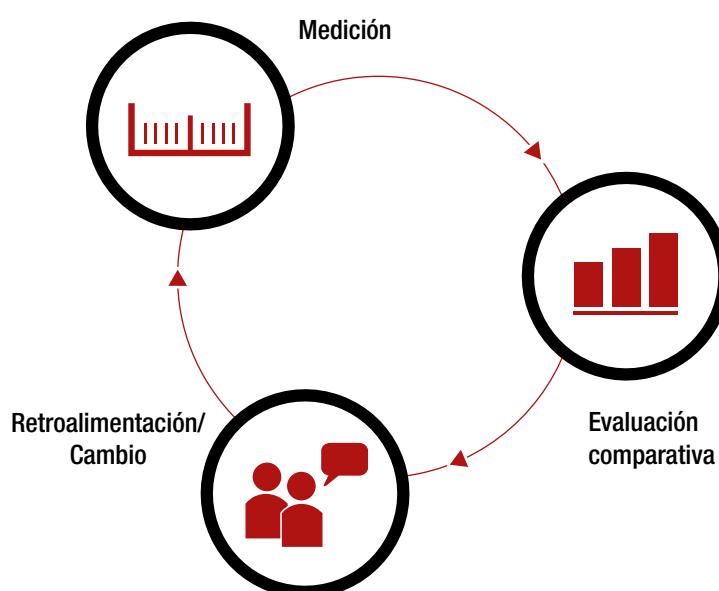 Medición
Evaluación
comparativa
Retroalimentación/
Cambio